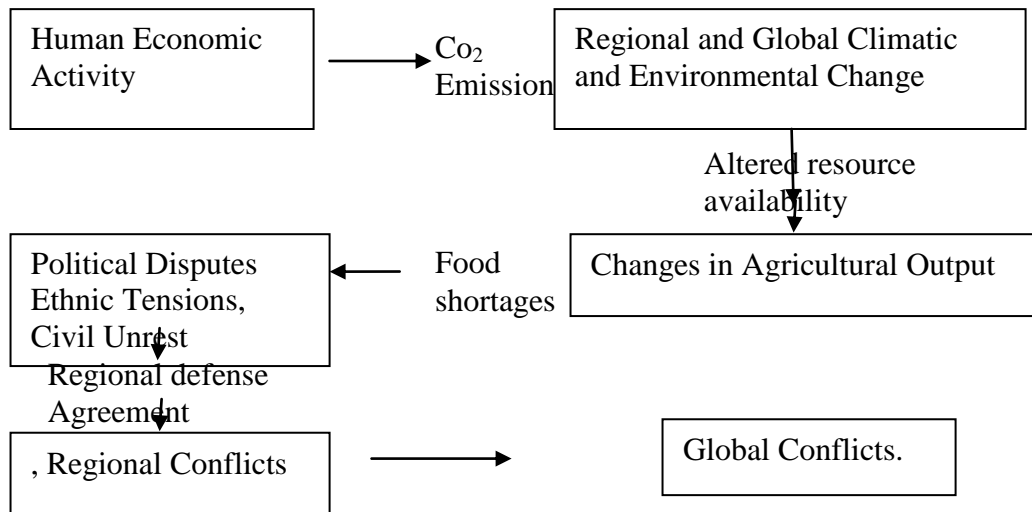 Human Economic
Activity
Co₂
Emission
Regional and Global Climatic
and Environmental Change
Altered resource
availability
Changes in Agricultural Output
Food
shortages
Political Disputes
Ethnic Tensions,
Civil Unrest
Regional defense
Agreement
, Regional Conflicts
Global Conflicts.